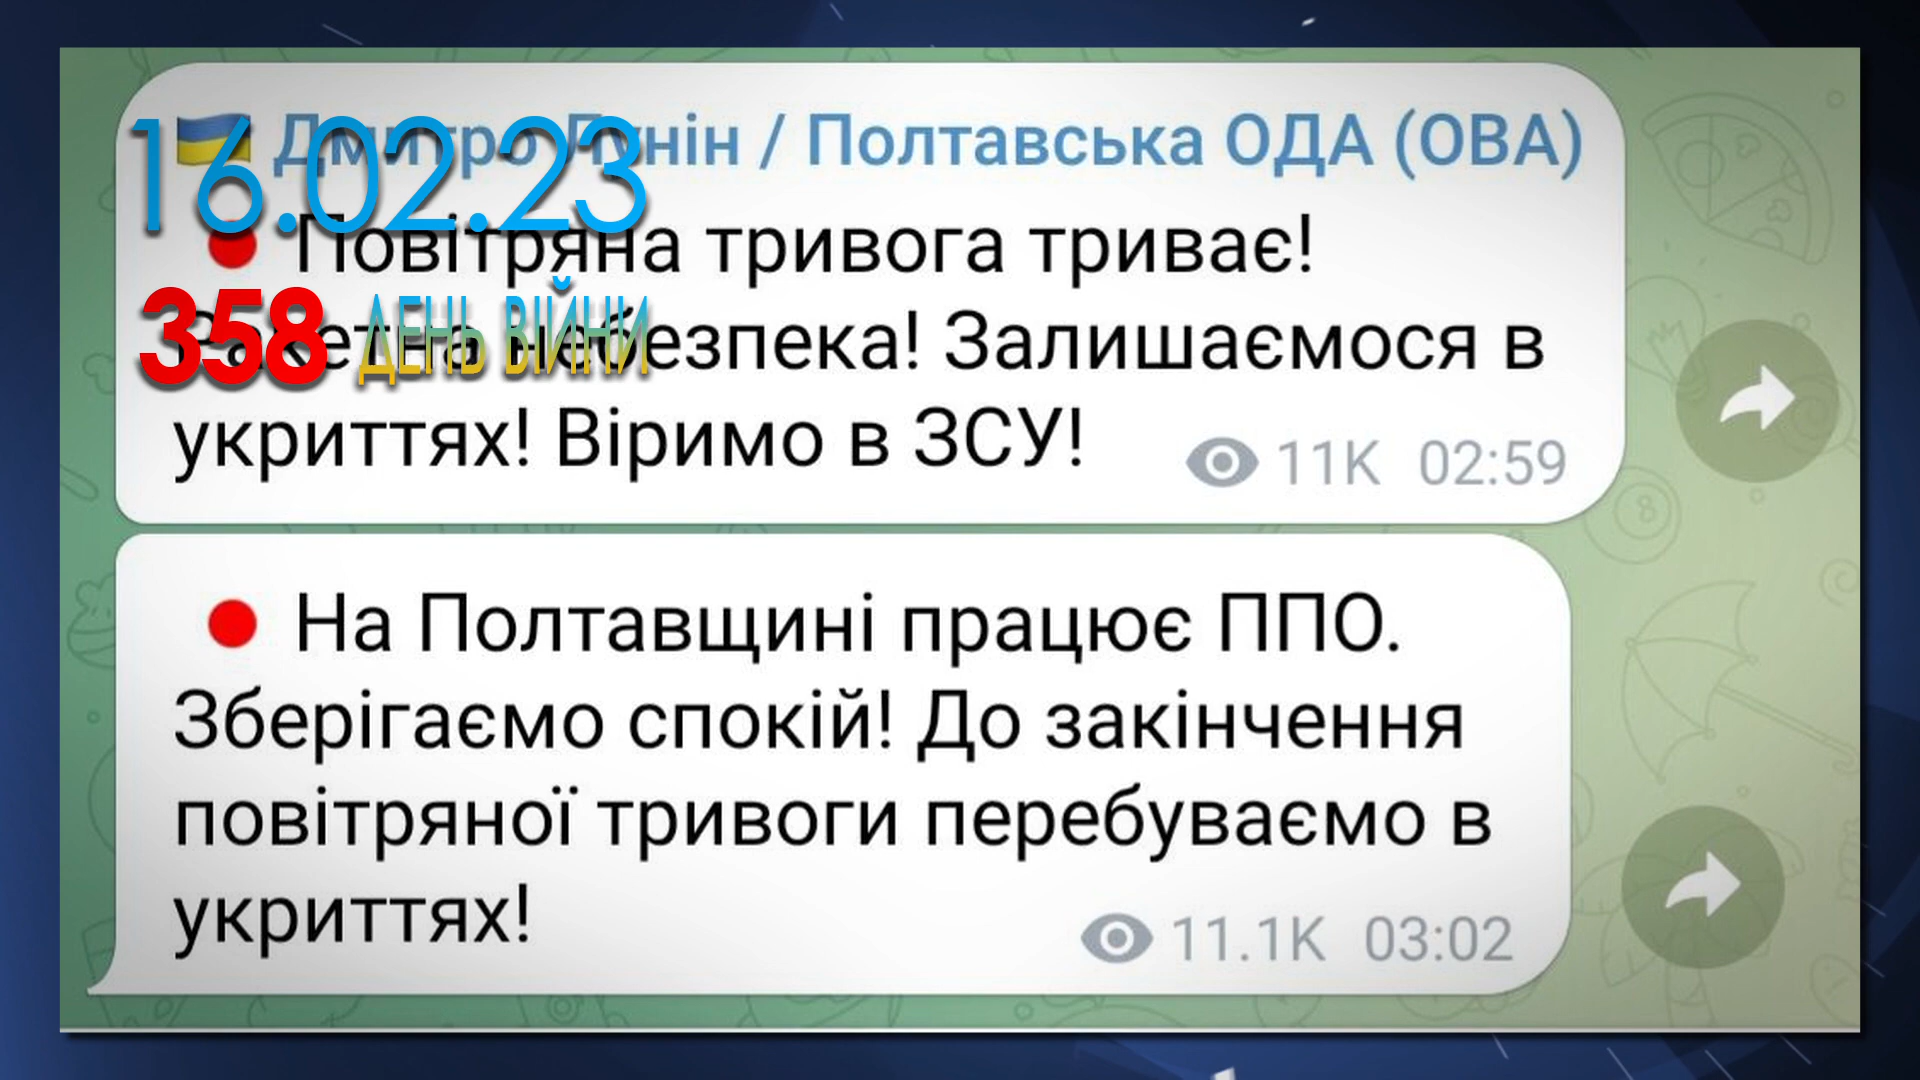 16.02.23
358 ДЕНЬ ВІЙНИ
Дмитро Лунін / Полтавська ОДА (ОВА)
Повітряна тривога триває!
Ракетна небезпека! Залишаємося в
укриттях! Віримо в ЗСУ!
11K 02:59
На Полтавщині працює ППО.
Зберігаємо спокій! До закінчення
повітряної тривоги перебуваємо в
укриттях!
11.1K 03:02